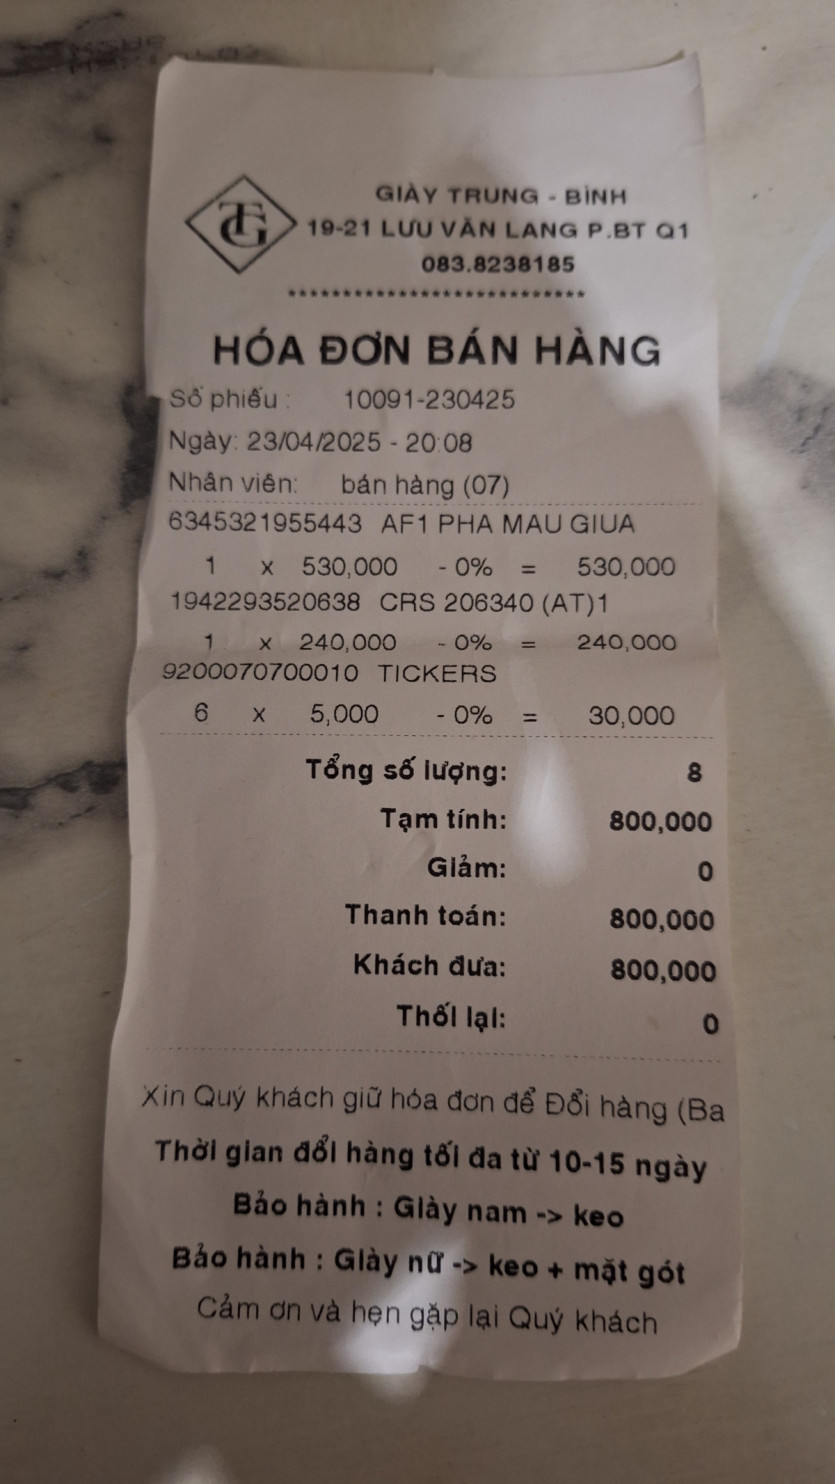 GIÀY TRUNG - BÌNH
19-21 LƯU VĂN LANG P.BT Q1
083.8238185
***************************
HÓA ĐƠN BÁN HÀNG
Số phiếu : 10091-230425
Ngày: 23/04/2025 - 20:08
Nhân viên: bán hàng (07)
6345321955443 AF1 PHA MAU GIUA
1 x 530,000 - 0% = 530,000
1942293520638 CRS 206340 (AT)1
1 x 240,000 - 0% = 240,000
9200070700010 TICKERS
6 x 5,000 - 0% = 30,000
Tổng số lượng: 8
Tạm tính: 800,000
Giảm: 0
Thanh toán: 800,000
Khách đưa: 800,000
Thối lại: 0
Xin Quý khách giữ hóa đơn để Đổi hàng (Ba
Thời gian đổi hàng tối đa từ 10-15 ngày
Bảo hành : Giày nam -> keo
Bảo hành : Giày nữ -> keo + mặt gót
Cảm ơn và hẹn gặp lại Quý khách